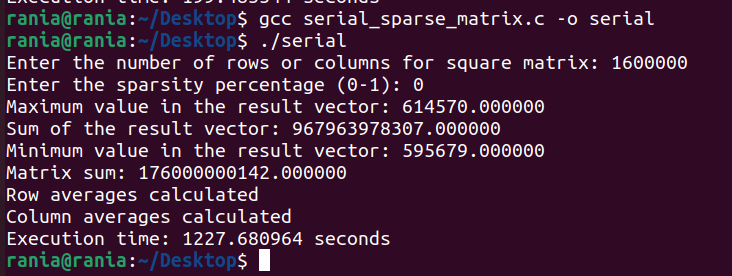 Execution time: 199.483344 seconds
rania@rania:~/Desktop$ gcc serial_sparse_matrix.c -o serial
rania@rania:~/Desktop$ ./serial
Enter the number of rows or columns for square matrix: 1600000
Enter the sparsity percentage (0-1): 0
Maximum value in the result vector: 614570.000000
Sum of the result vector: 967963978307.000000
Minimum value in the result vector: 595679.000000
Matrix sum: 176000000142.000000
Row averages calculated
Column averages calculated
Execution time: 1227.680964 seconds
rania@rania:~/Desktop$